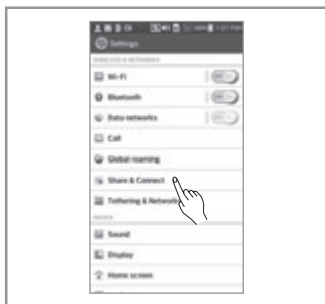 Settings
WIRELESS & NETWORKS
Wi-Fi
Bluetooth
Data networks
Call
Global roaming
Share & Connect
Tethering & Network
DEVICE
Sound
Display
Home screen